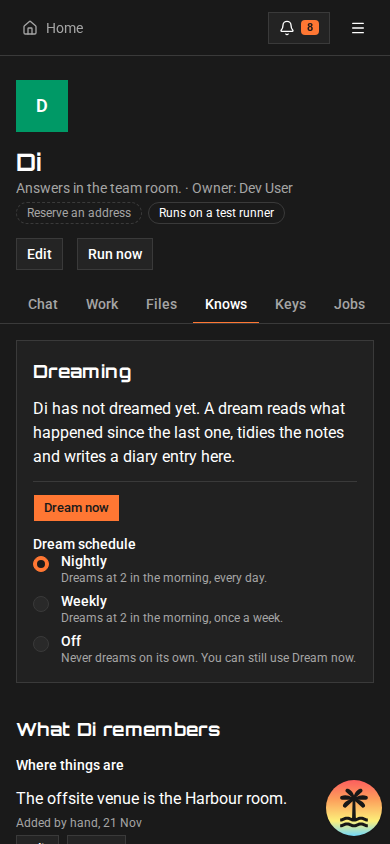 Home
8
D
Di
Answers in the team room. · Owner: Dev User
Reserve an address
Runs on a test runner
Edit
Run now
Chat Work Files Knows Keys Jobs
Dreaming
Di has not dreamed yet. A dream reads what
happened since the last one, tidies the notes
and writes a diary entry here.
Dream now
Dream schedule
Nightly
Dreams at 2 in the morning, every day.
Weekly
Dreams at 2 in the morning, once a week.
Off
Never dreams on its own. You can still use Dream now.
What Di remembers
Where things are
The offsite venue is the Harbour room.
Added by hand, 21 Nov